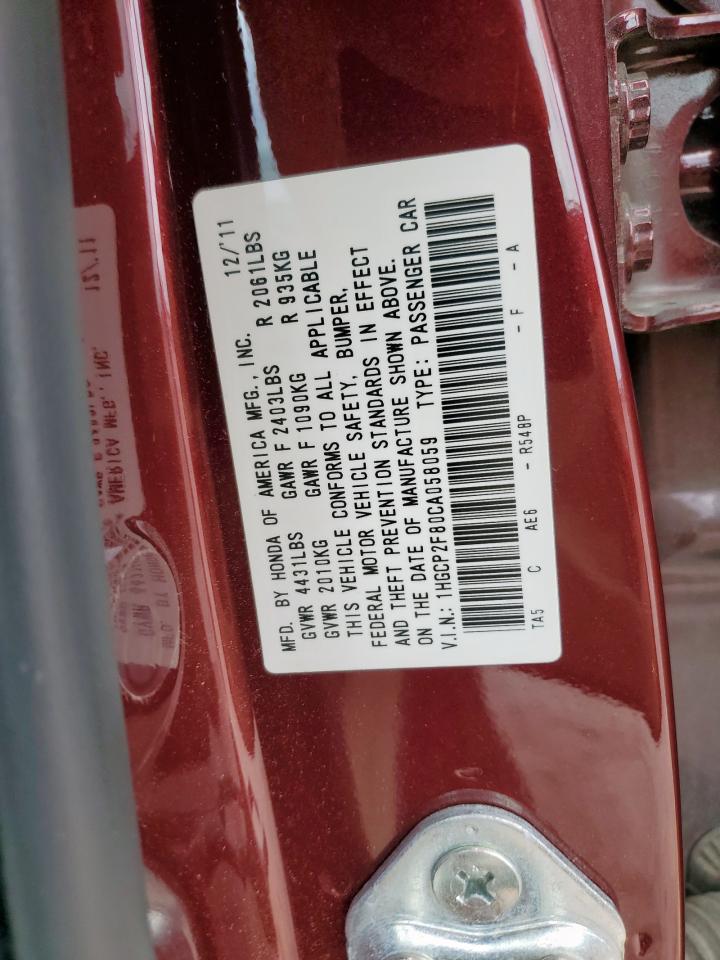 MFD. BY HONDA OF AMERICA MFG., INC. 12/'11
GVWR 4431LBS GAWR F 2403LBS R 2061LBS
GVWR 2010KG GAWR F 1090KG R 935KG
THIS VEHICLE CONFORMS TO ALL APPLICABLE
FEDERAL MOTOR VEHICLE SAFETY, BUMPER,
AND THEFT PREVENTION STANDARDS IN EFFECT
ON THE DATE OF MANUFACTURE SHOWN ABOVE.
V.I.N.: 1HGCP2F80CA058059 TYPE: PASSENGER CAR
TA5 C AE6 - R548P - F - A